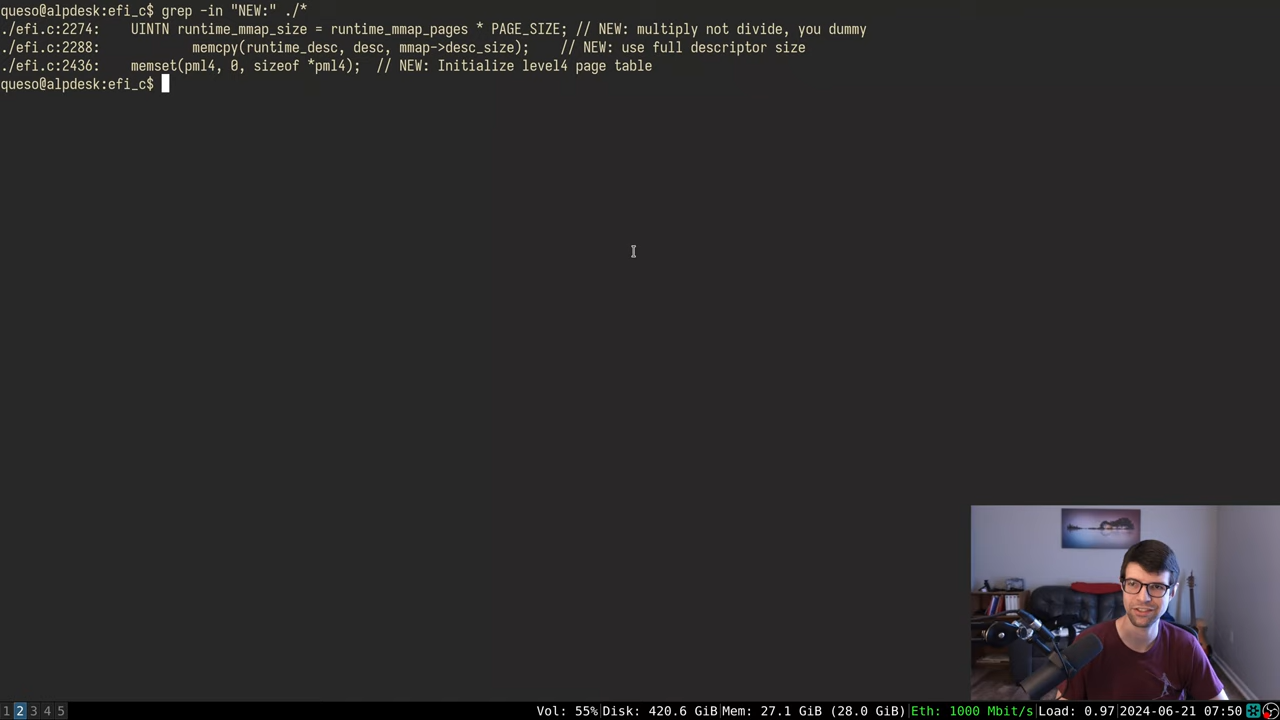 queso@alpdesk:efi_c$ grep -in "NEW:" ./*
./efi.c:2274:    UINTN runtime_mmap_size = runtime_mmap_pages * PAGE_SIZE; // NEW: multiply not divide, you dummy
./efi.c:2288:            memcpy(runtime_desc, desc, mmap->desc_size);    // NEW: use full descriptor size
./efi.c:2436:    memset(pml4, 0, sizeof *pml4);  // NEW: Initialize level4 page table
queso@alpdesk:efi_c$
1 2 3 4 5 Vol: 55%|Disk: 420.6 GiB|Mem: 27.1 GiB (28.0 GiB)|Eth: 1000 Mbit/s|Load: 0.97|2024-06-21 07:50